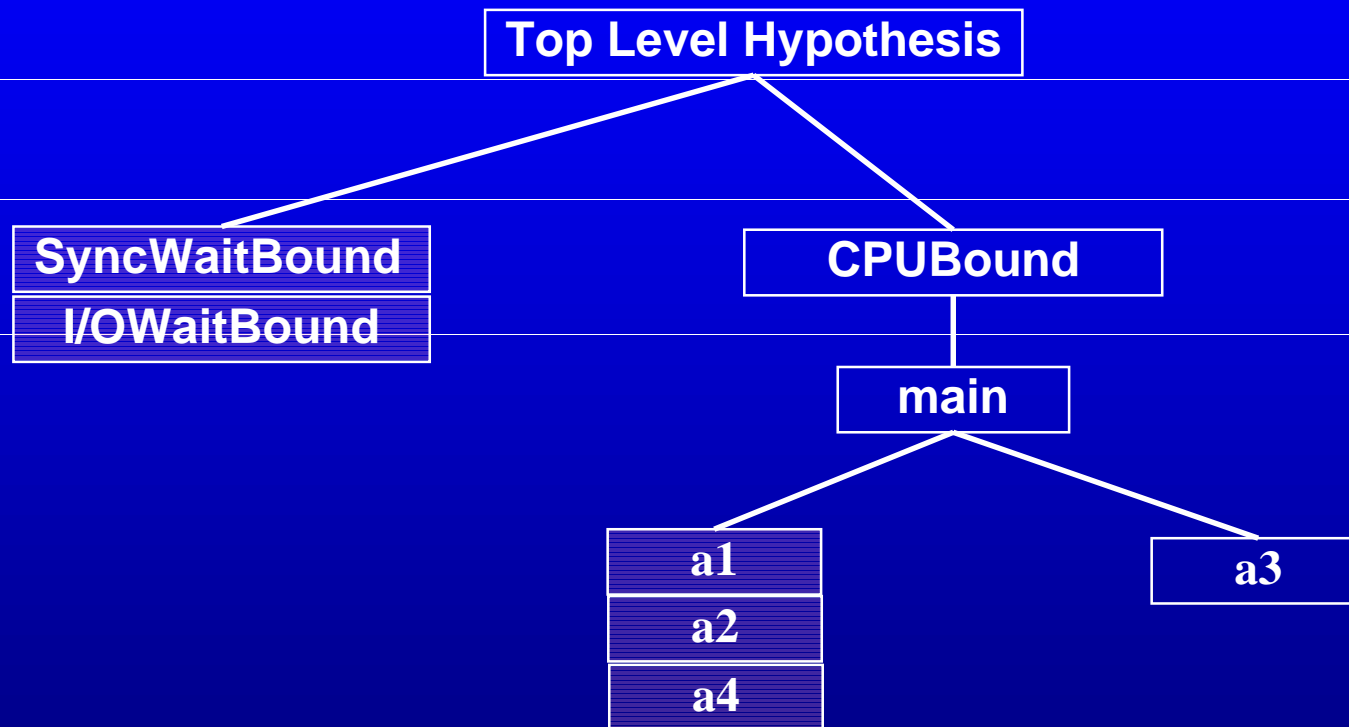 Top Level Hypothesis
SyncWaitBound
I/OWaitBound
CPUBound
main
a1
a2
a4
a3